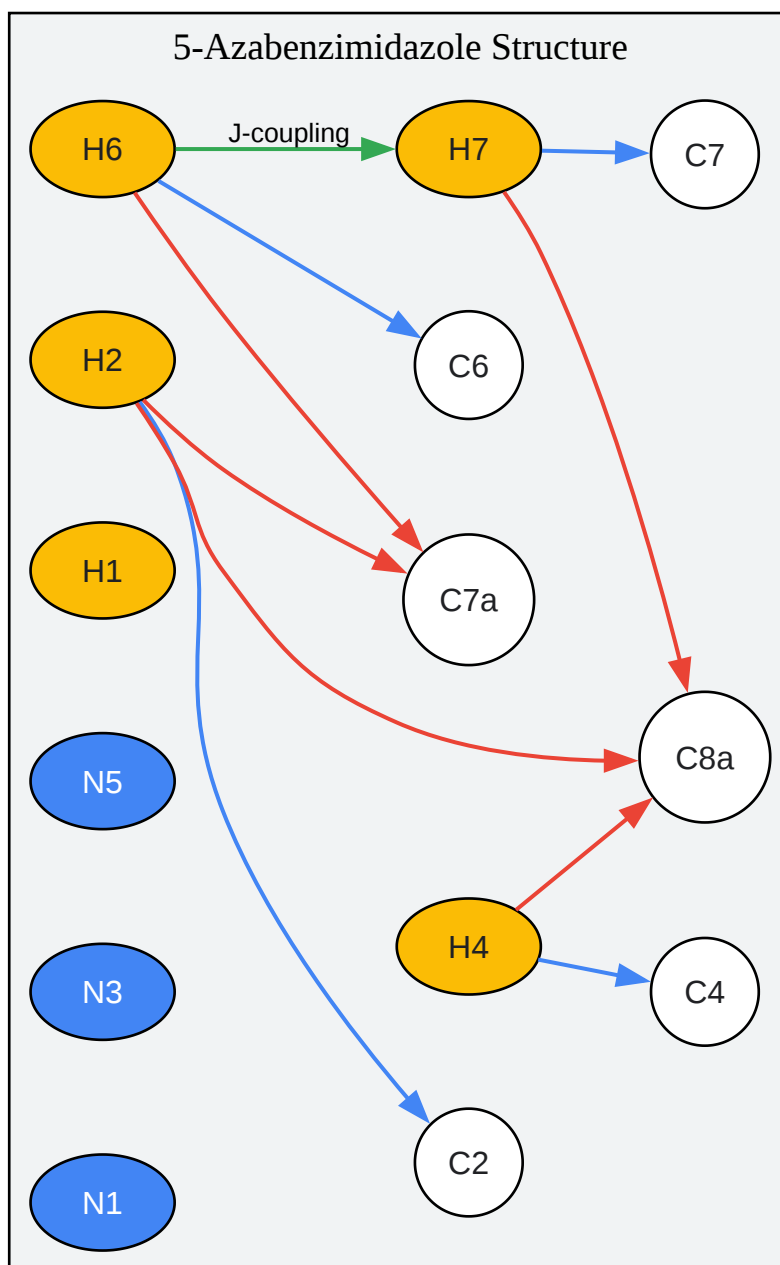 5-Azabenzimidazole Structure
H6
J-coupling
H7
C7
H2
C6
H1
C7a
N5
C8a
H4
N3
C4
C2
N1